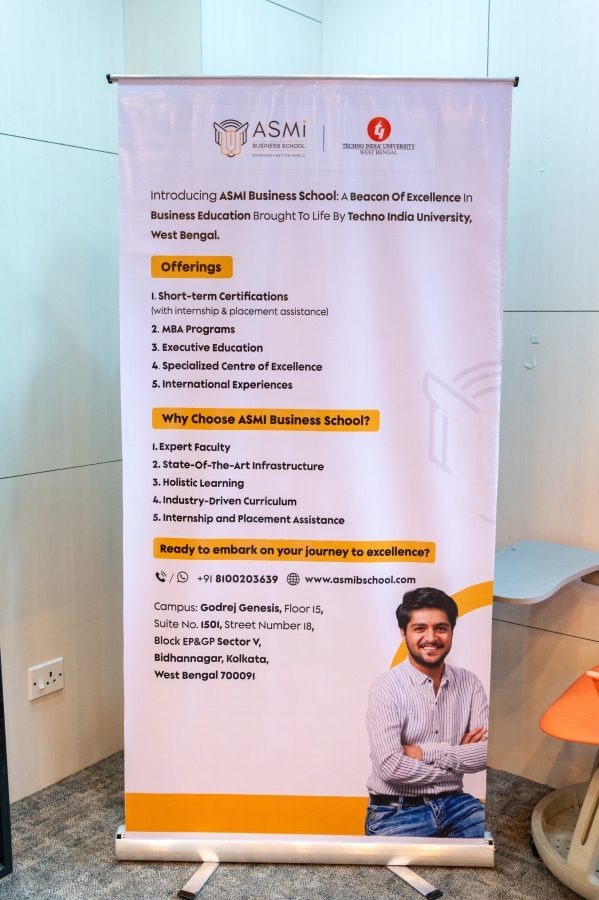 ASMi
BUSINESS SCHOOL
MANAGING A BETTER WORLD
TECHNO INDIA UNIVERSITY
WEST BENGAL
Introducing ASMI Business School: A Beacon Of Excellence In
Business Education Brought To Life By Techno India University,
West Bengal.
Offerings
1. Short-term Certifications
(with internship & placement assistance)
2. MBA Programs
3. Executive Education
4. Specialized Centre of Excellence
5. International Experiences
Why Choose ASMI Business School?
1. Expert Faculty
2. State-Of-The-Art Infrastructure
3. Holistic Learning
4. Industry-Driven Curriculum
5. Internship and Placement Assistance
Ready to embark on your journey to excellence?
/ +91 8100203639 www.asmibschool.com
Campus: Godrej Genesis, Floor 15,
Suite No. 1501, Street Number 18,
Block EP&GP Sector V,
Bidhannagar, Kolkata,
West Bengal 700091